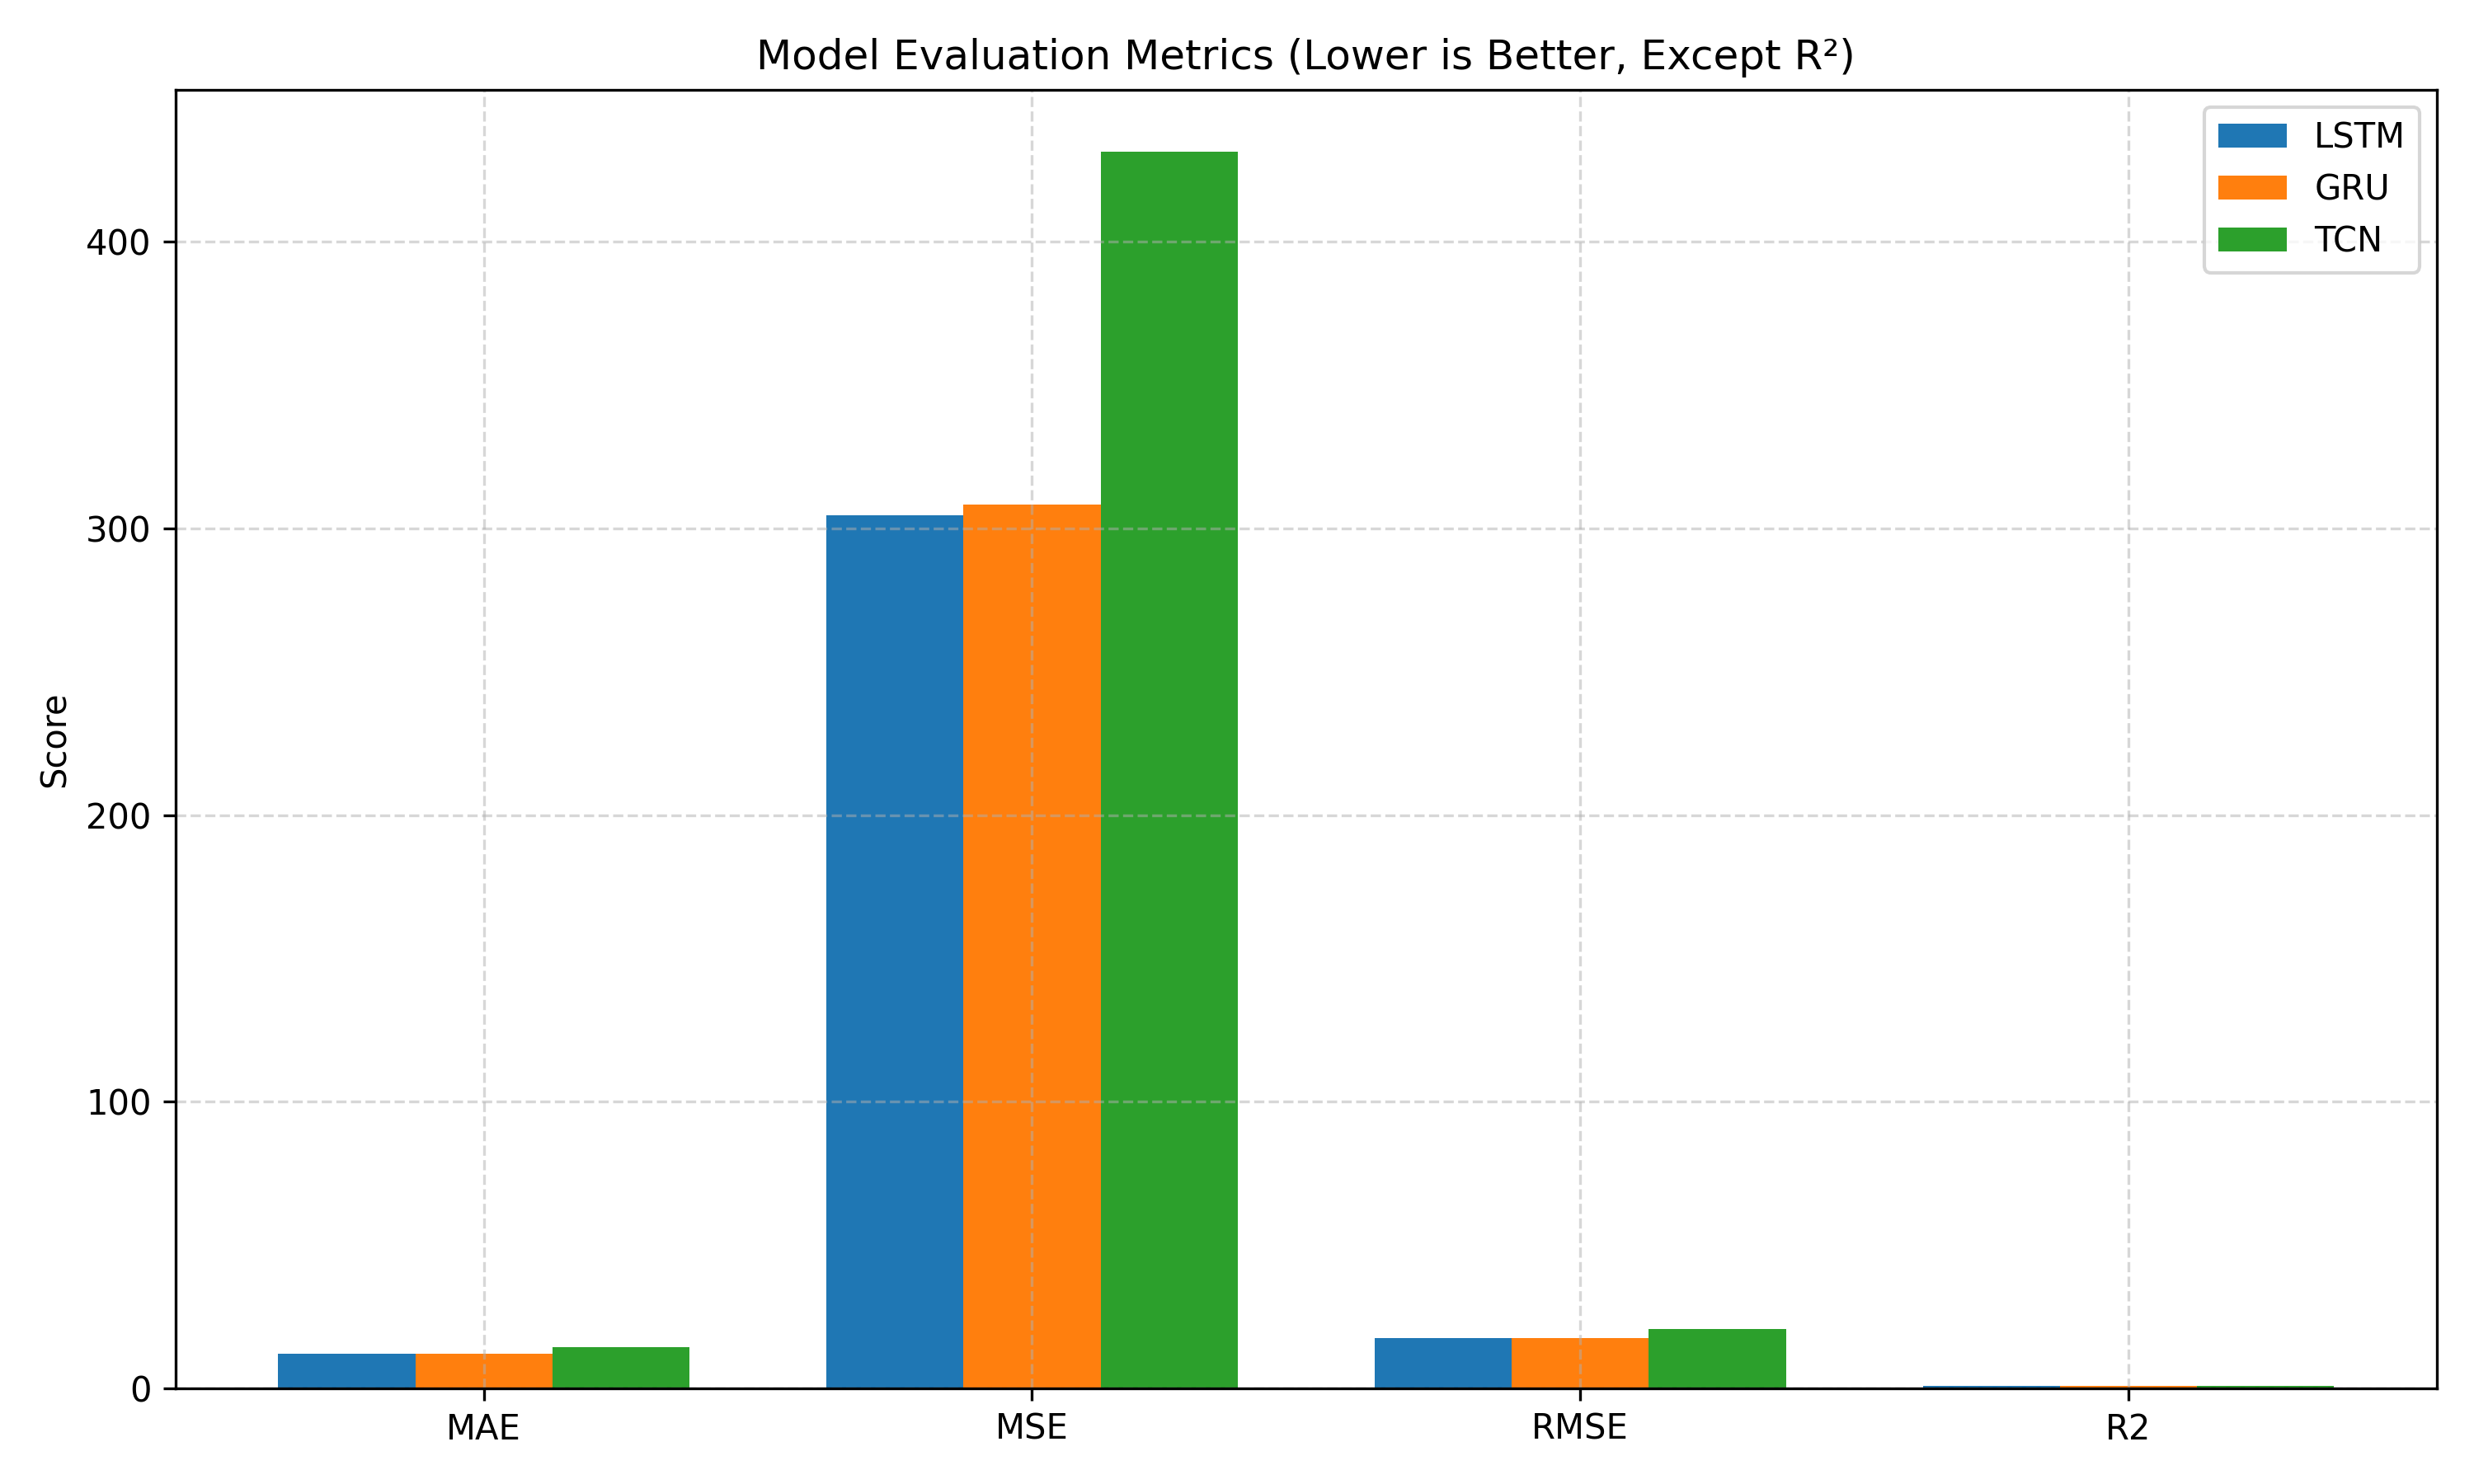 Model Evaluation Metrics (Lower is Better, Except R²)
LSTM
GRU
TCN
Score
400
300
200
100
0
MAE
MSE
RMSE
R2